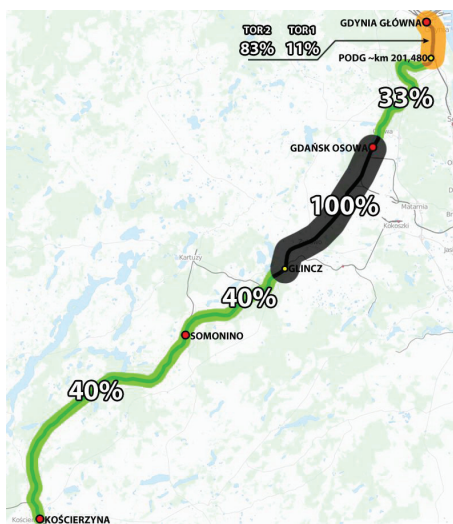 GDYNIA GŁÓWNA
TOR 2 TOR 1
83% 11%
PODG ~km 201,480
33%
GDAŃSK OSOWA
100%
Matarnia
Kokoszki
GLINCZ
Kartuzy
40%
SOMONINO
40%
KOŚCIERZYNA